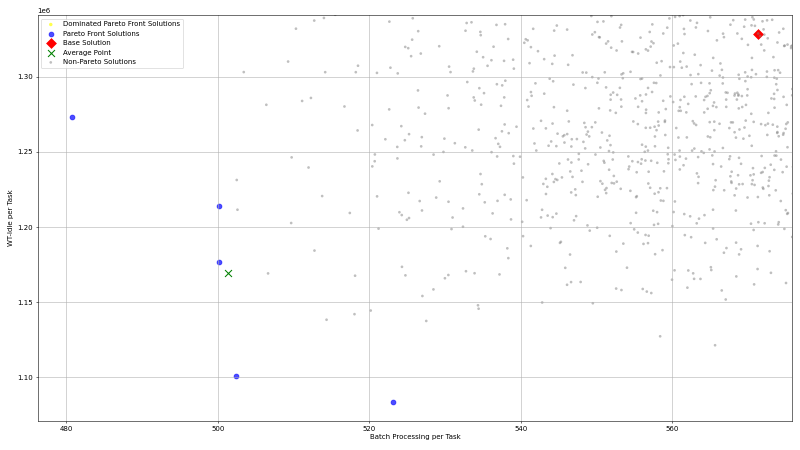 1e6
Dominated Pareto Front Solutions
Pareto Front Solutions
Base Solution
Average Point
Non-Pareto Solutions
1.30
1.25
1.20
1.15
1.10
WT-Idle per Task
480
500
520
540
560
Batch Processing per Task